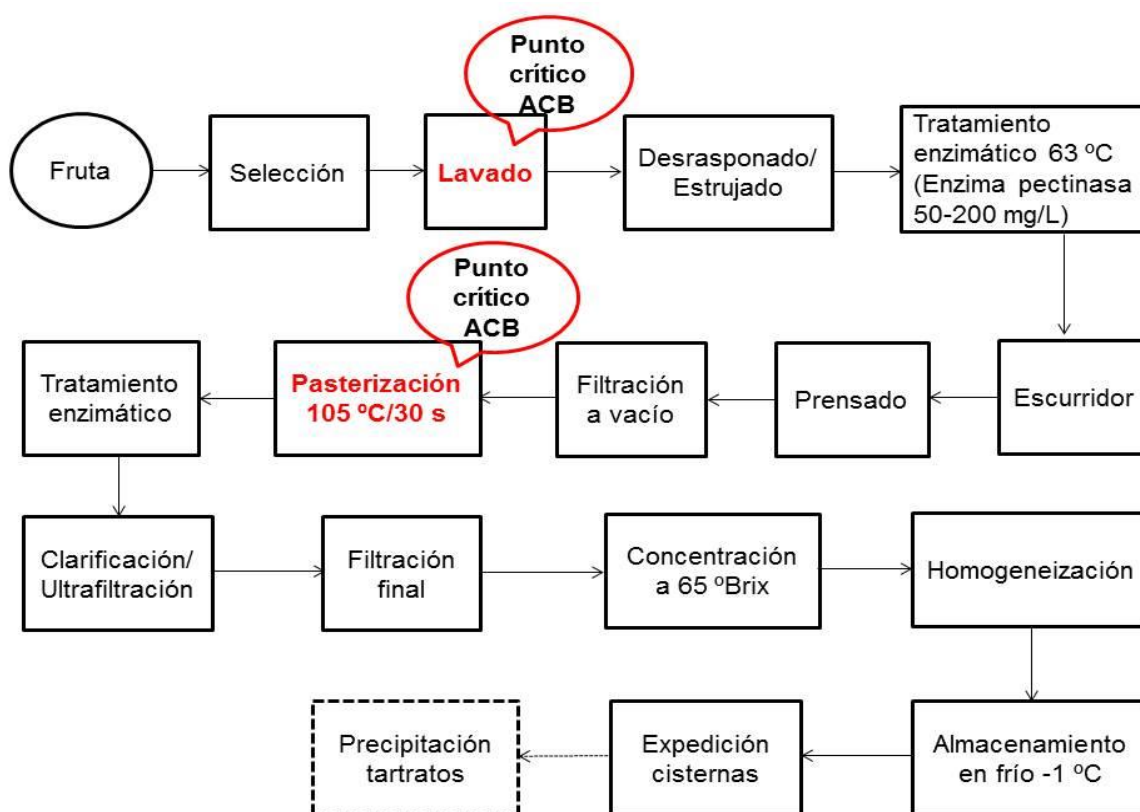 Punto
crítico
ACB
Fruta
Selección
Lavado
Desrasponado/
Estrujado
Tratamiento
enzimático 63 ºC
(Enzima pectinasa
50-200 mg/L)
Punto
crítico
ACB
Tratamiento
enzimático
Pasterización
105 ºC/30 s
Filtración
a vacío
Prensado
Escurridor
Clarificación/
Ultrafiltración
Filtración
final
Concentración
a 65 ºBrix
Homogeneización
Precipitación
tartratos
Expedición
cisternas
Almacenamiento
en frío -1 ºC